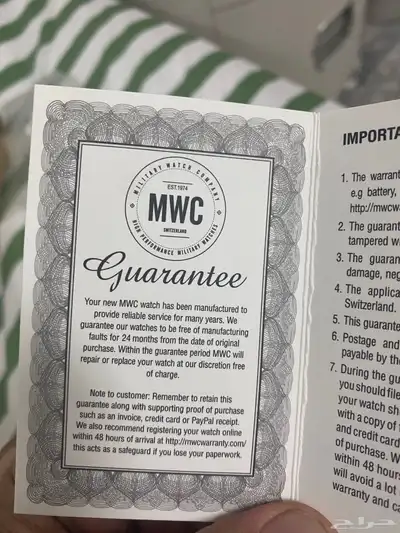 MILITARY WATCH COMPANY
EST.1974
MWC
SWITZERLAND
HIGH PERFORMANCE MILITARY WATCHES
Guarantee
Your new MWC watch has been manufactured to
provide reliable service for many years. We
guarantee our watches to be free of manufacturing
faults for 24 months from the date of original
purchase. Within the guarantee period MWC will
repair or replace your watch at our discretion free
of charge.
Note to customer: Remember to retain this
guarantee along with supporting proof of purchase
such as an invoice, credit card or PayPal receipt.
We also recommend registering your watch online
within 48 hours of arrival at http://mwcwarranty.com/
this acts as a safeguard if you lose your paperwork.
1. The warrant
e.g battery,
http://mwcwa
2. The guarant
tampered w
3. The guaran
damage, neg
4. The applica
Switzerland.
5. This guarante
6. Postage and
payable by the
7. During the gu
you should file
your watch sh
with a copy of
and credit card
of purchase. W
within 48 hours
will avoid a lot
warranty and ca
حراج